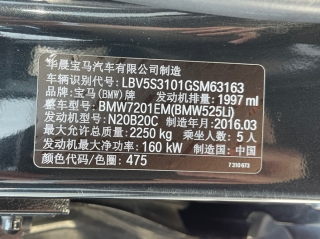 华晨宝马汽车有限公司制造
车辆识别代号: LBV5S3101GSM63163
品牌: 宝马(BMW)牌 发动机排量: 1997 ml
整车型号: BMW7201EM(BMW525Li)
发动机型号: N20B20C 制造年月: 2016.03
最大允许总质量: 2250 kg 乘坐人数: 5 人
发动机最大净功率: 160 kW 制造国: 中国
颜色代码/色圈: 475
7 310 673